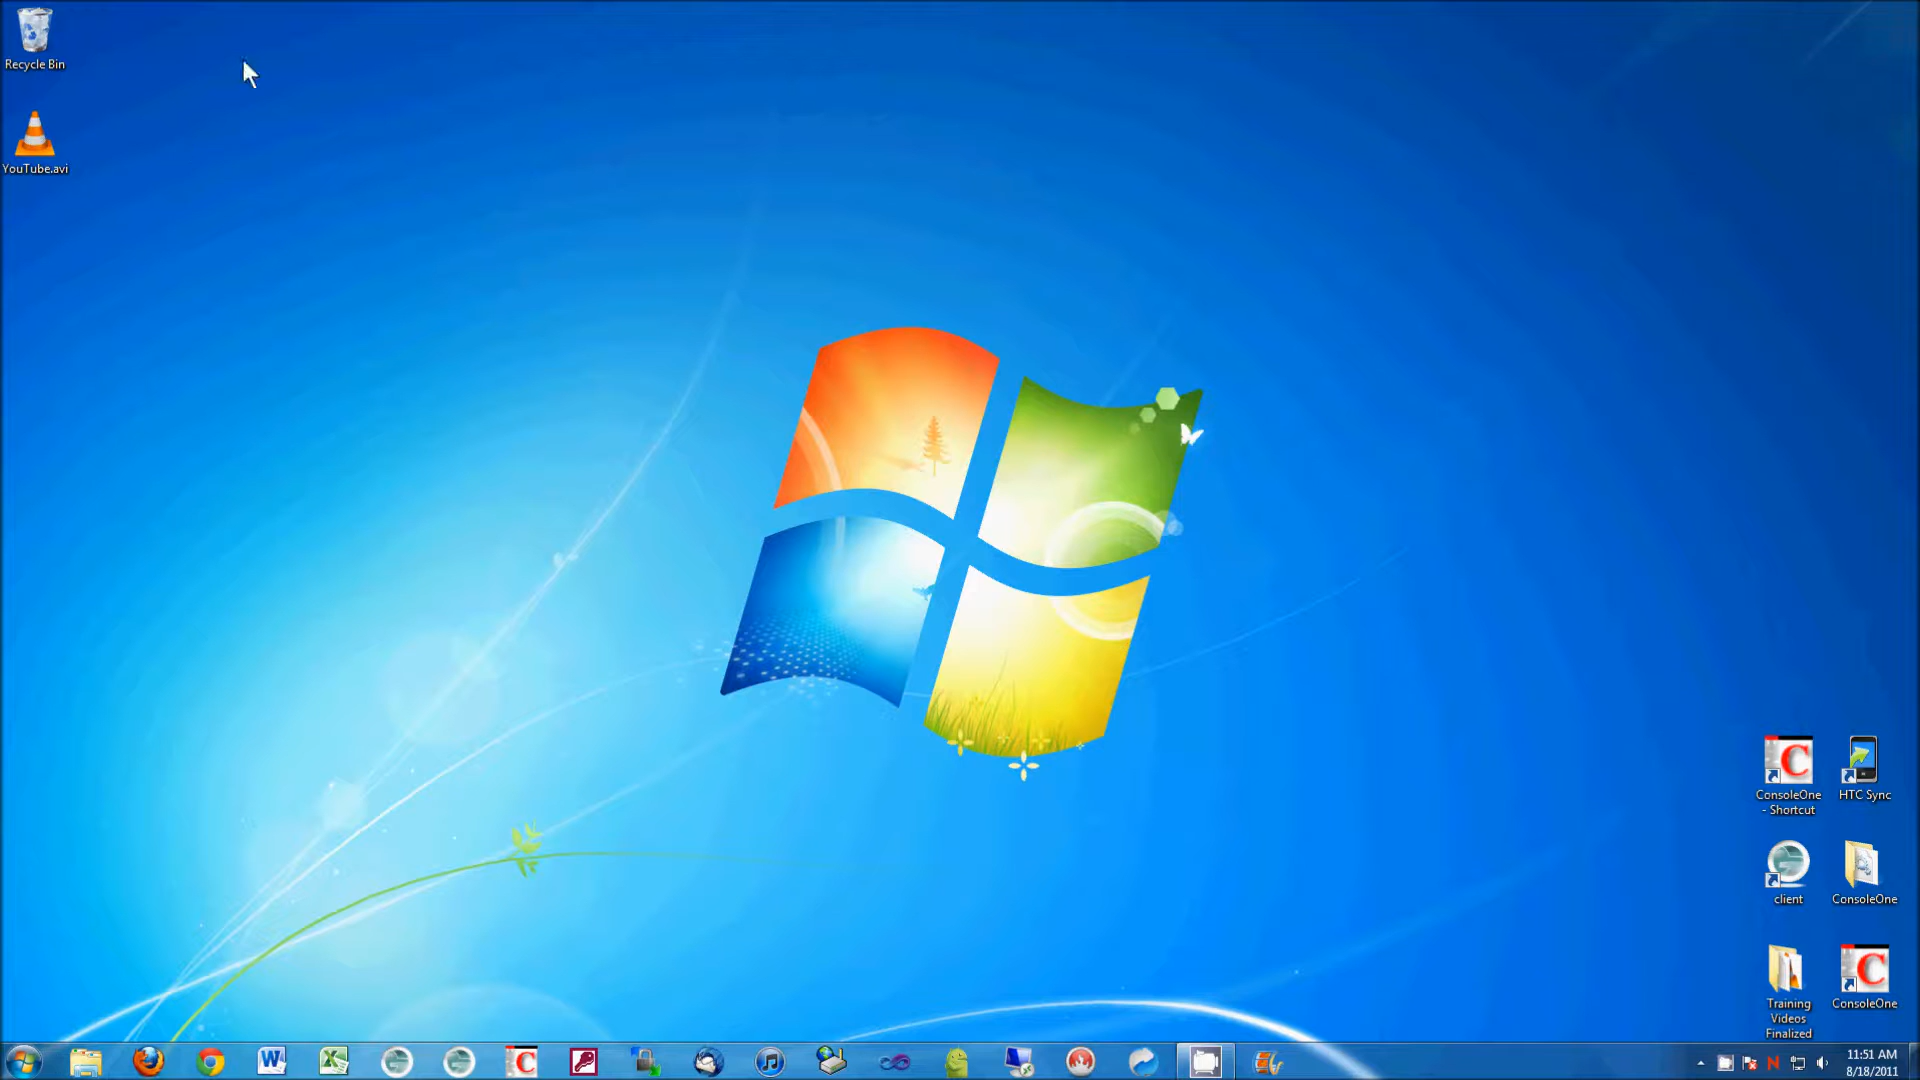 Recycle Bin
YouTube.avi
ConsoleOne
- Shortcut
HTC Sync
client
ConsoleOne
Training
Videos
Finalized
ConsoleOne
11:51 AM
8/18/2011